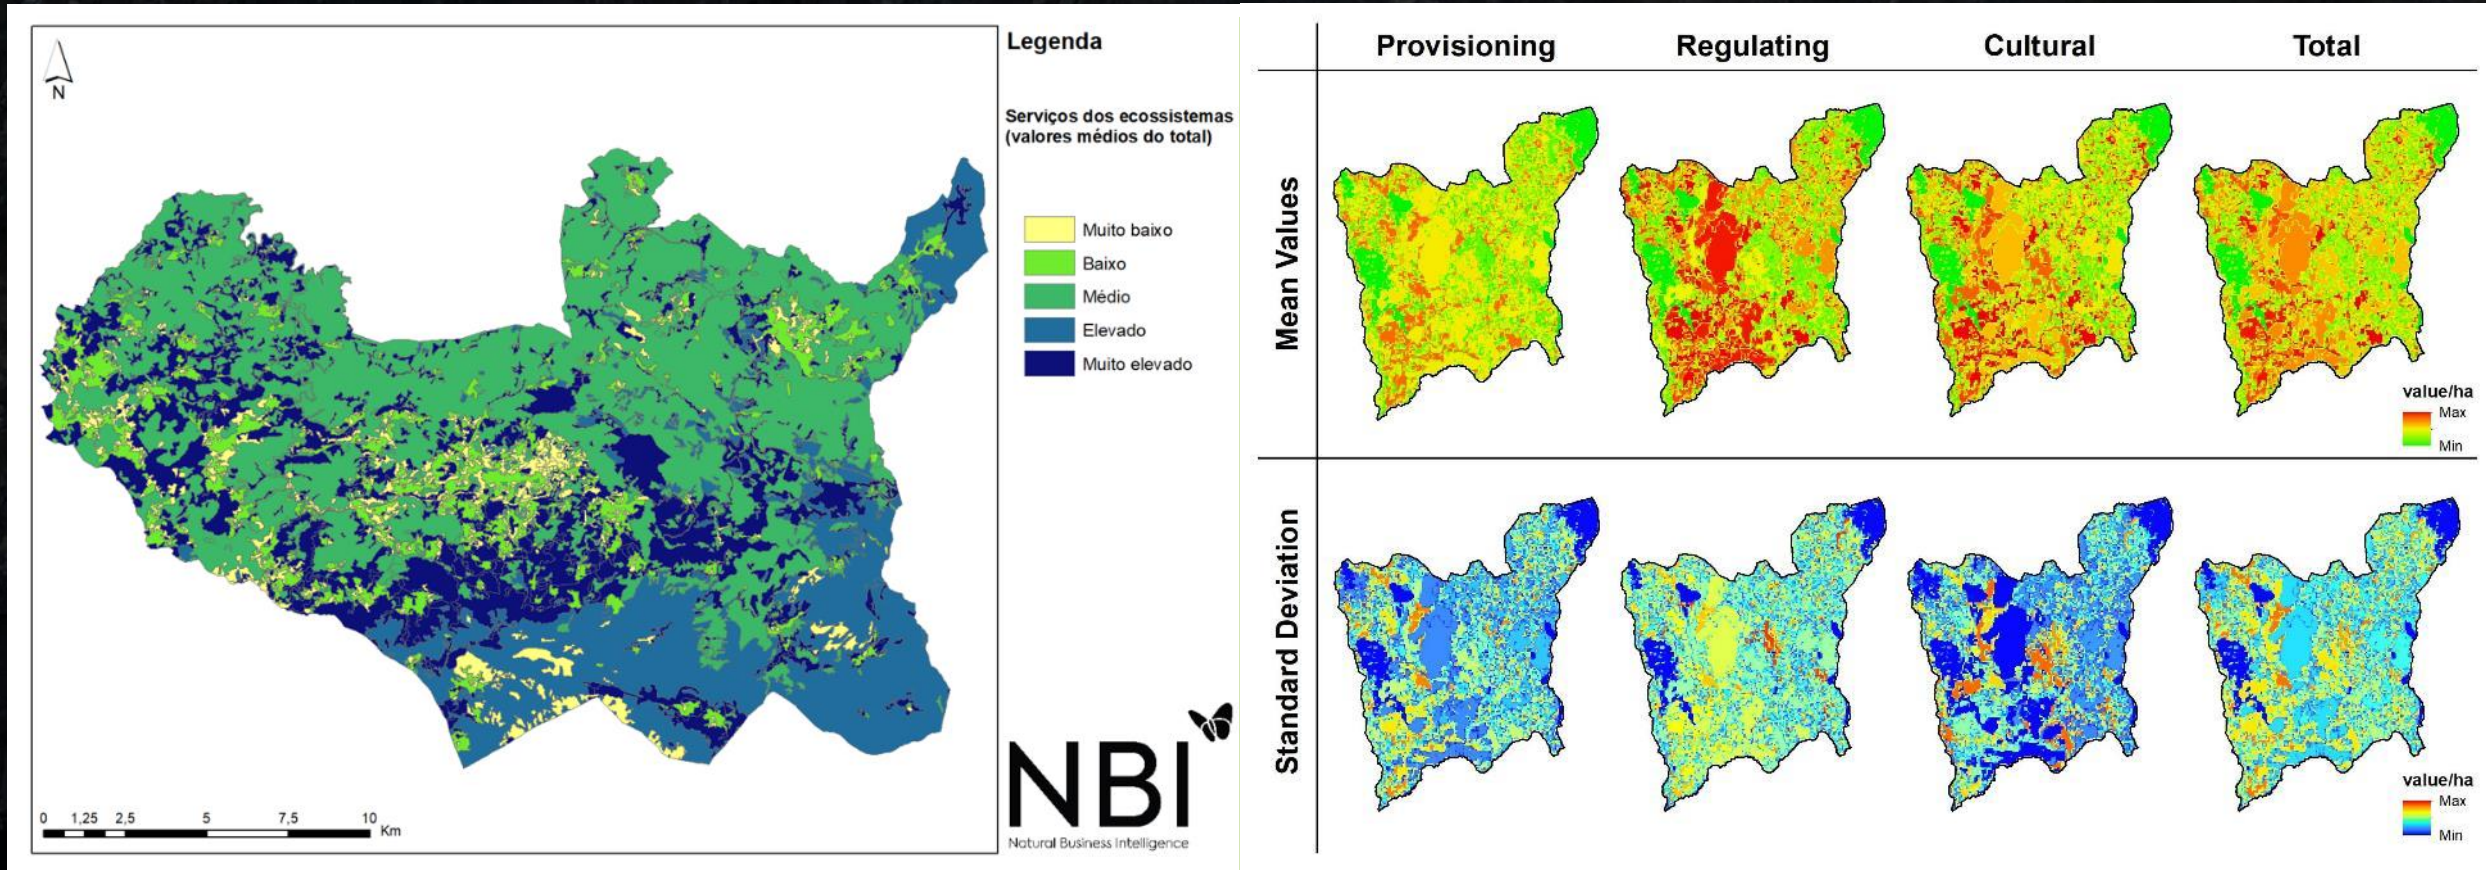 N
Legenda
Serviços dos ecossistemas
(valores médios do total)
Muito baixo
Baixo
Médio
Elevado
Muito elevado
0 1,25 2,5 5 7,5 10
Km
NBI
Natural Business Intelligence
Provisioning Regulating Cultural Total
Mean Values
value/ha
Max
Min
Standard Deviation
value/ha
Max
Min